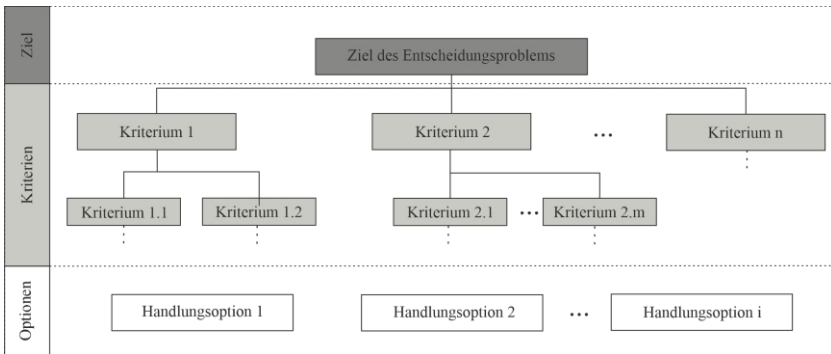 Ziel
Ziel des Entscheidungsproblems
Kriterien
Kriterium 1
Kriterium 2
...
Kriterium n
Kriterium 1.1
Kriterium 1.2
Kriterium 2.1
...
Kriterium 2.m
Optionen
Handlungsoption 1
Handlungsoption 2
...
Handlungsoption i